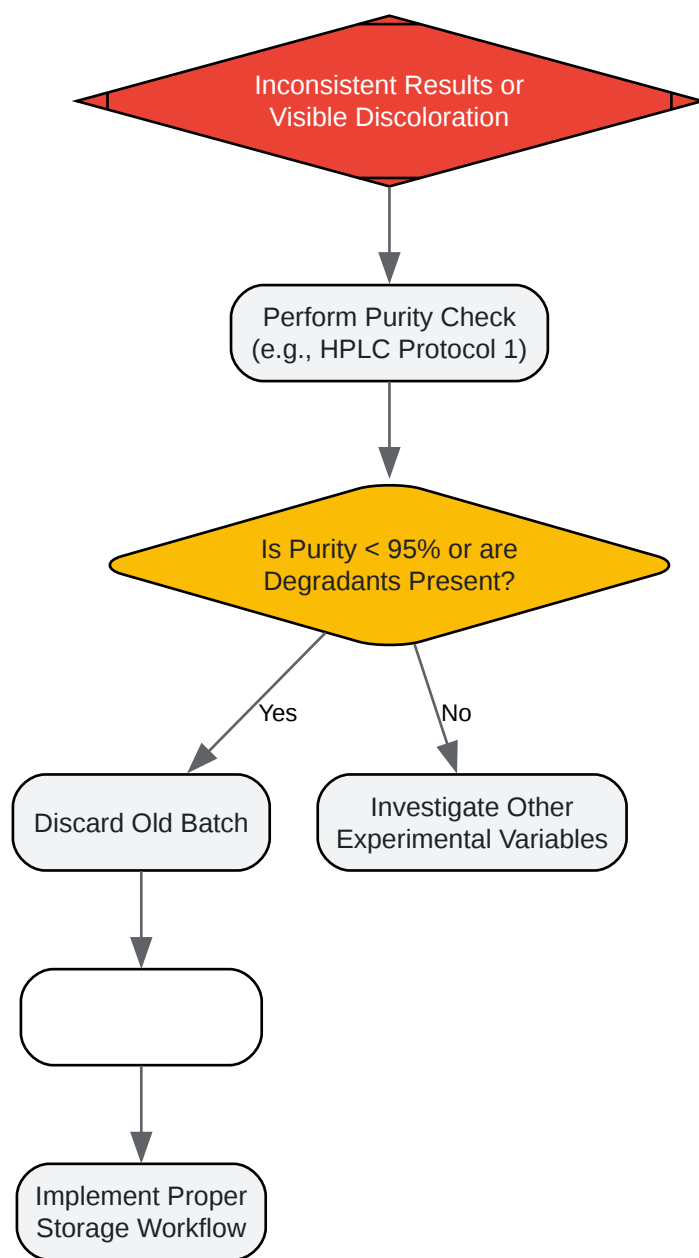 Inconsistent Results or
Visible Discoloration
Perform Purity Check
(e.g., HPLC Protocol 1)
Is Purity < 95% or are
Degradants Present?
Yes
No
Discard Old Batch
Investigate Other
Experimental Variables
Implement Proper
Storage Workflow